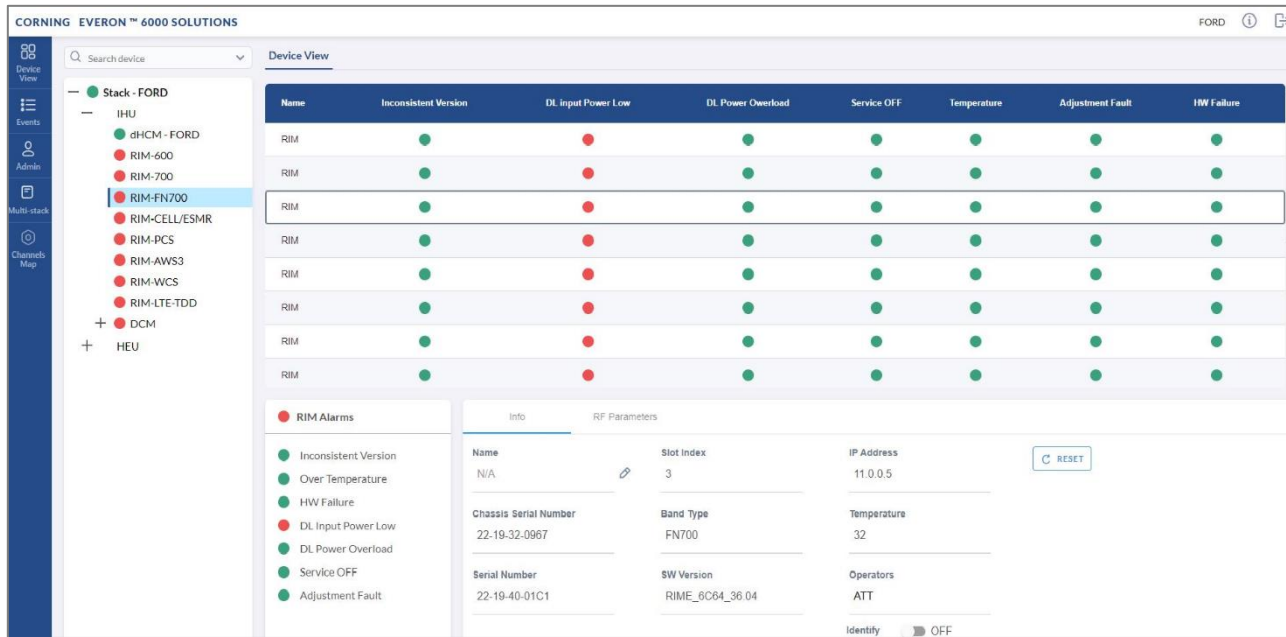 CORNING EVERON ™ 6000 SOLUTIONS
FORD
Device View
Events
Admin
Multi-stack
Channels Map
Search device
Stack - FORD
IHU
dHCM - FORD
RIM-600
RIM-700
RIM-FN700
RIM-CELL/ESMR
RIM-PCS
RIM-AWS3
RIM-WCS
RIM-LTE-TDD
DCM
HEU
Device View
Name Inconsistent Version DL input Power Low DL Power Owerload Service OFF Temperature Adjustment Fault HW Failure
RIM
RIM
RIM
RIM
RIM
RIM
RIM
RIM
RIM Alarms
Inconsistent Version
Over Temperature
HW Failure
DL Input Power Low
DL Power Overload
Service OFF
Adjustment Fault
Info RF Parameters
Name Slot Index IP Address
N/A 3 11.0.0.5
RESET
Chassis Serial Number Band Type Temperature
22-19-32-0967 FN700 32
Serial Number SW Version Operators
22-19-40-01C1 RIME_6C64_36.04 ATT
Identify OFF